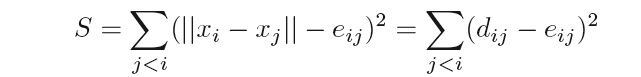 S = \sum_{j<i} (||x_i - x_j|| - e_{ij})^2 = \sum_{j<i} (d_{ij} - e_{ij})^2